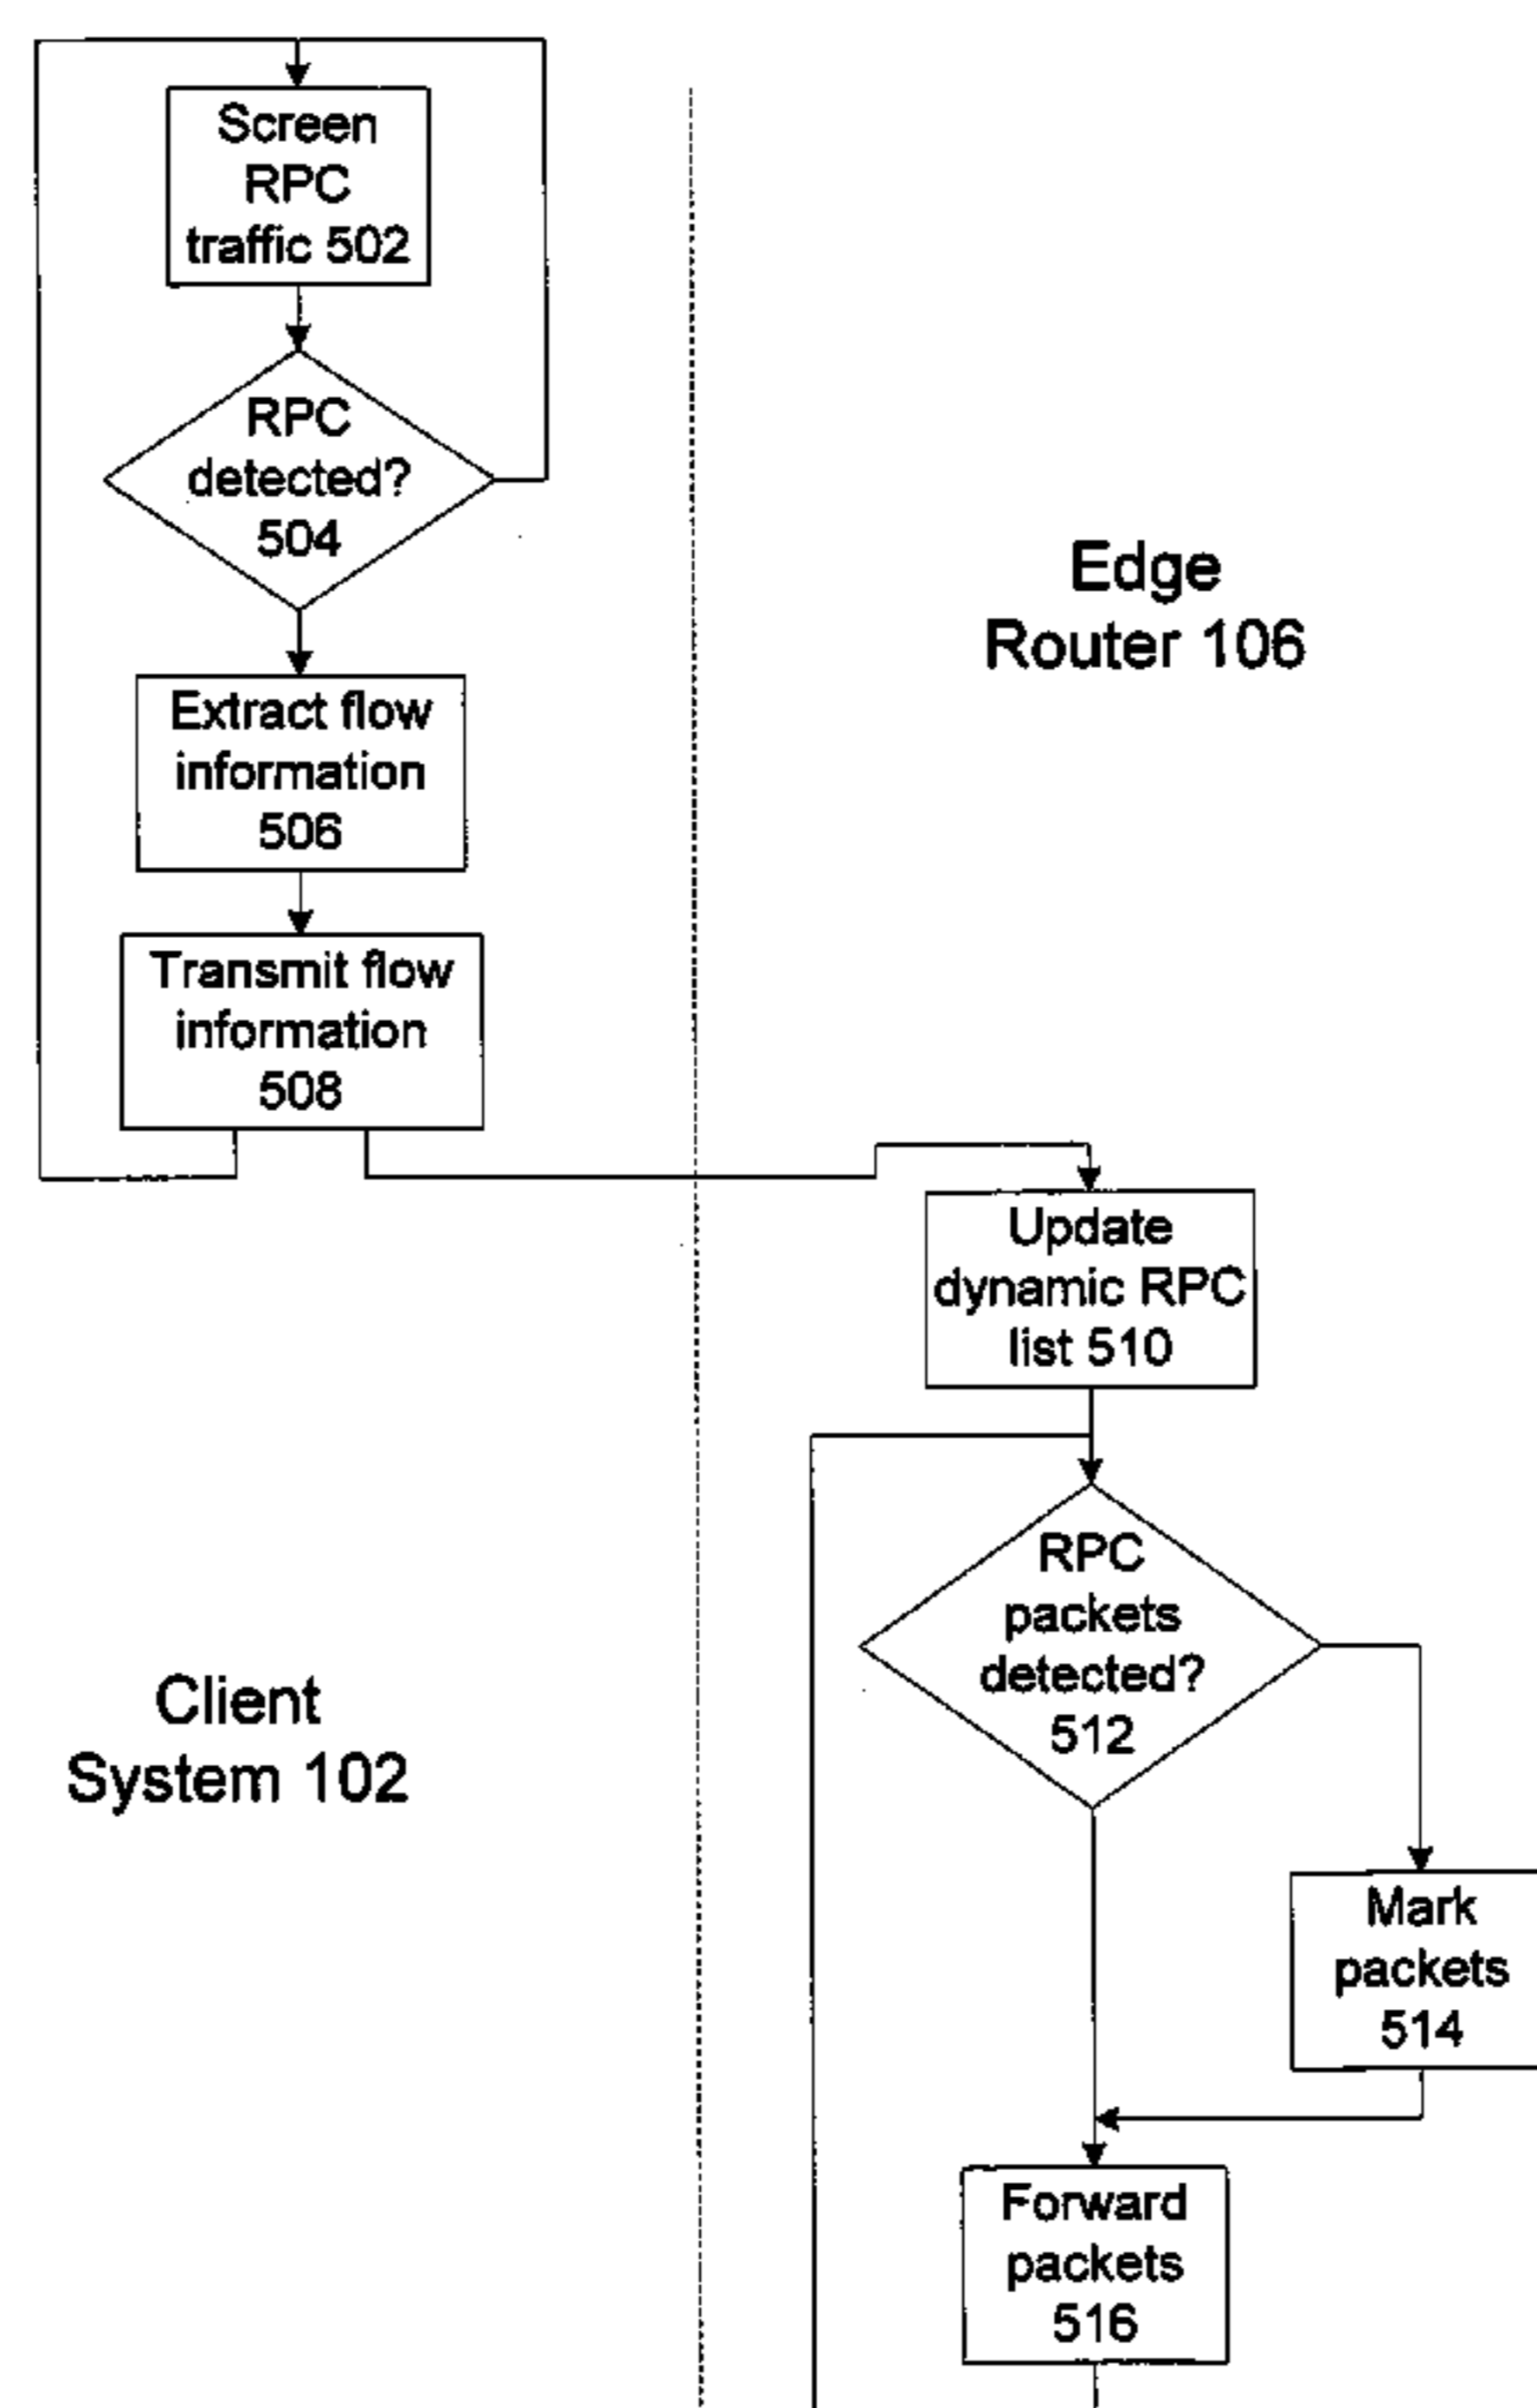 Screen
RPC
traffic 502
RPC
detected?
504
Extract flow
information
506
Transmit flow
information
508
Client
System 102
Edge
Router 106
Update
dynamic RPC
list 510
RPC
packets
detected?
512
Mark
packets
514
Forward
packets
516